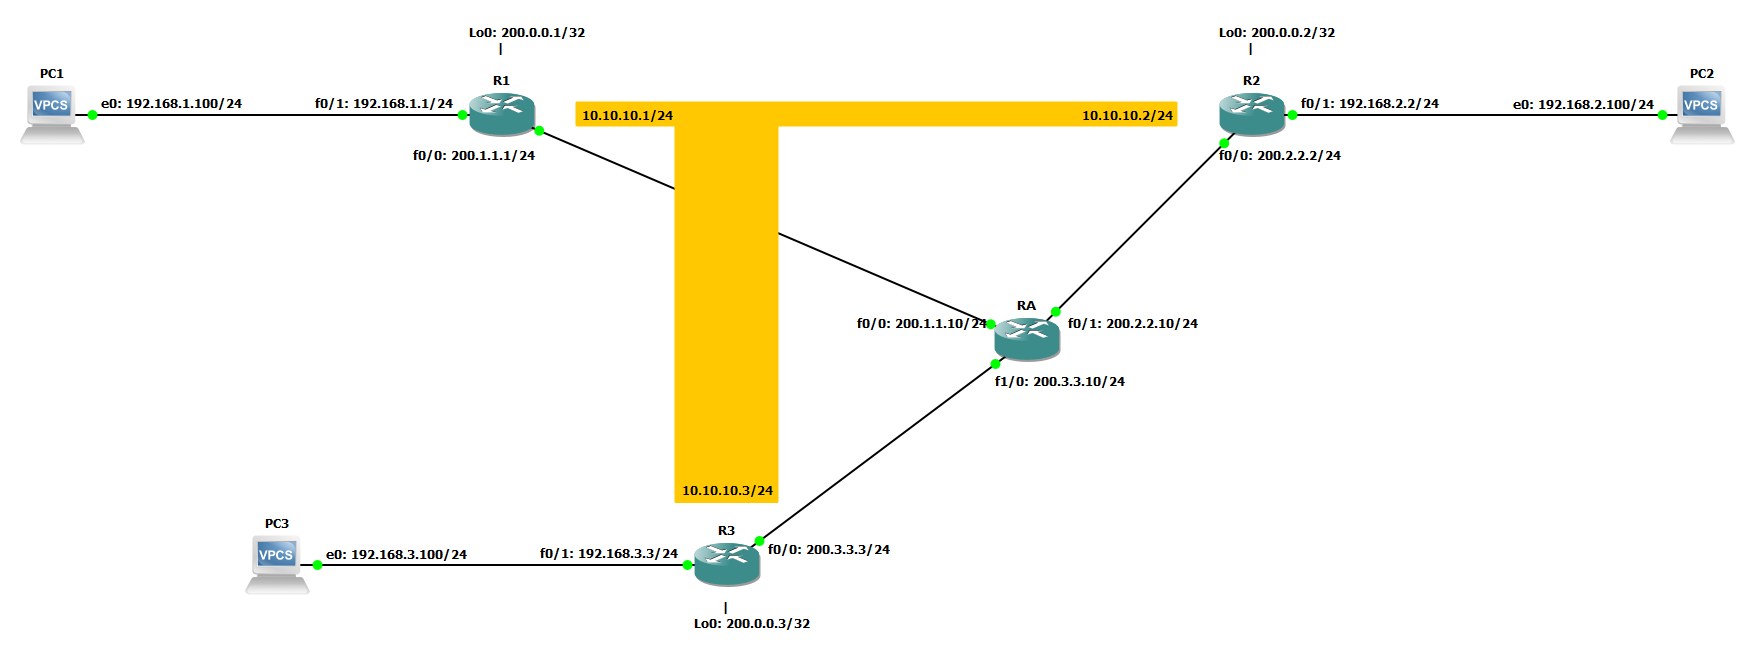 Lo0: 200.0.0.1/32
|
Lo0: 200.0.0.2/32
|
PC1
R1
R2
PC2
VPCS
e0: 192.168.1.100/24
f0/1: 192.168.1.1/24
10.10.10.1/24
10.10.10.2/24
f0/1: 192.168.2.2/24
e0: 192.168.2.100/24
VPCS
f0/0: 200.1.1.1/24
f0/0: 200.2.2.2/24
RA
f0/0: 200.1.1.10/24
f0/1: 200.2.2.10/24
f1/0: 200.3.3.10/24
10.10.10.3/24
PC3
R3
VPCS
e0: 192.168.3.100/24
f0/1: 192.168.3.3/24
f0/0: 200.3.3.3/24
|
Lo0: 200.0.0.3/32